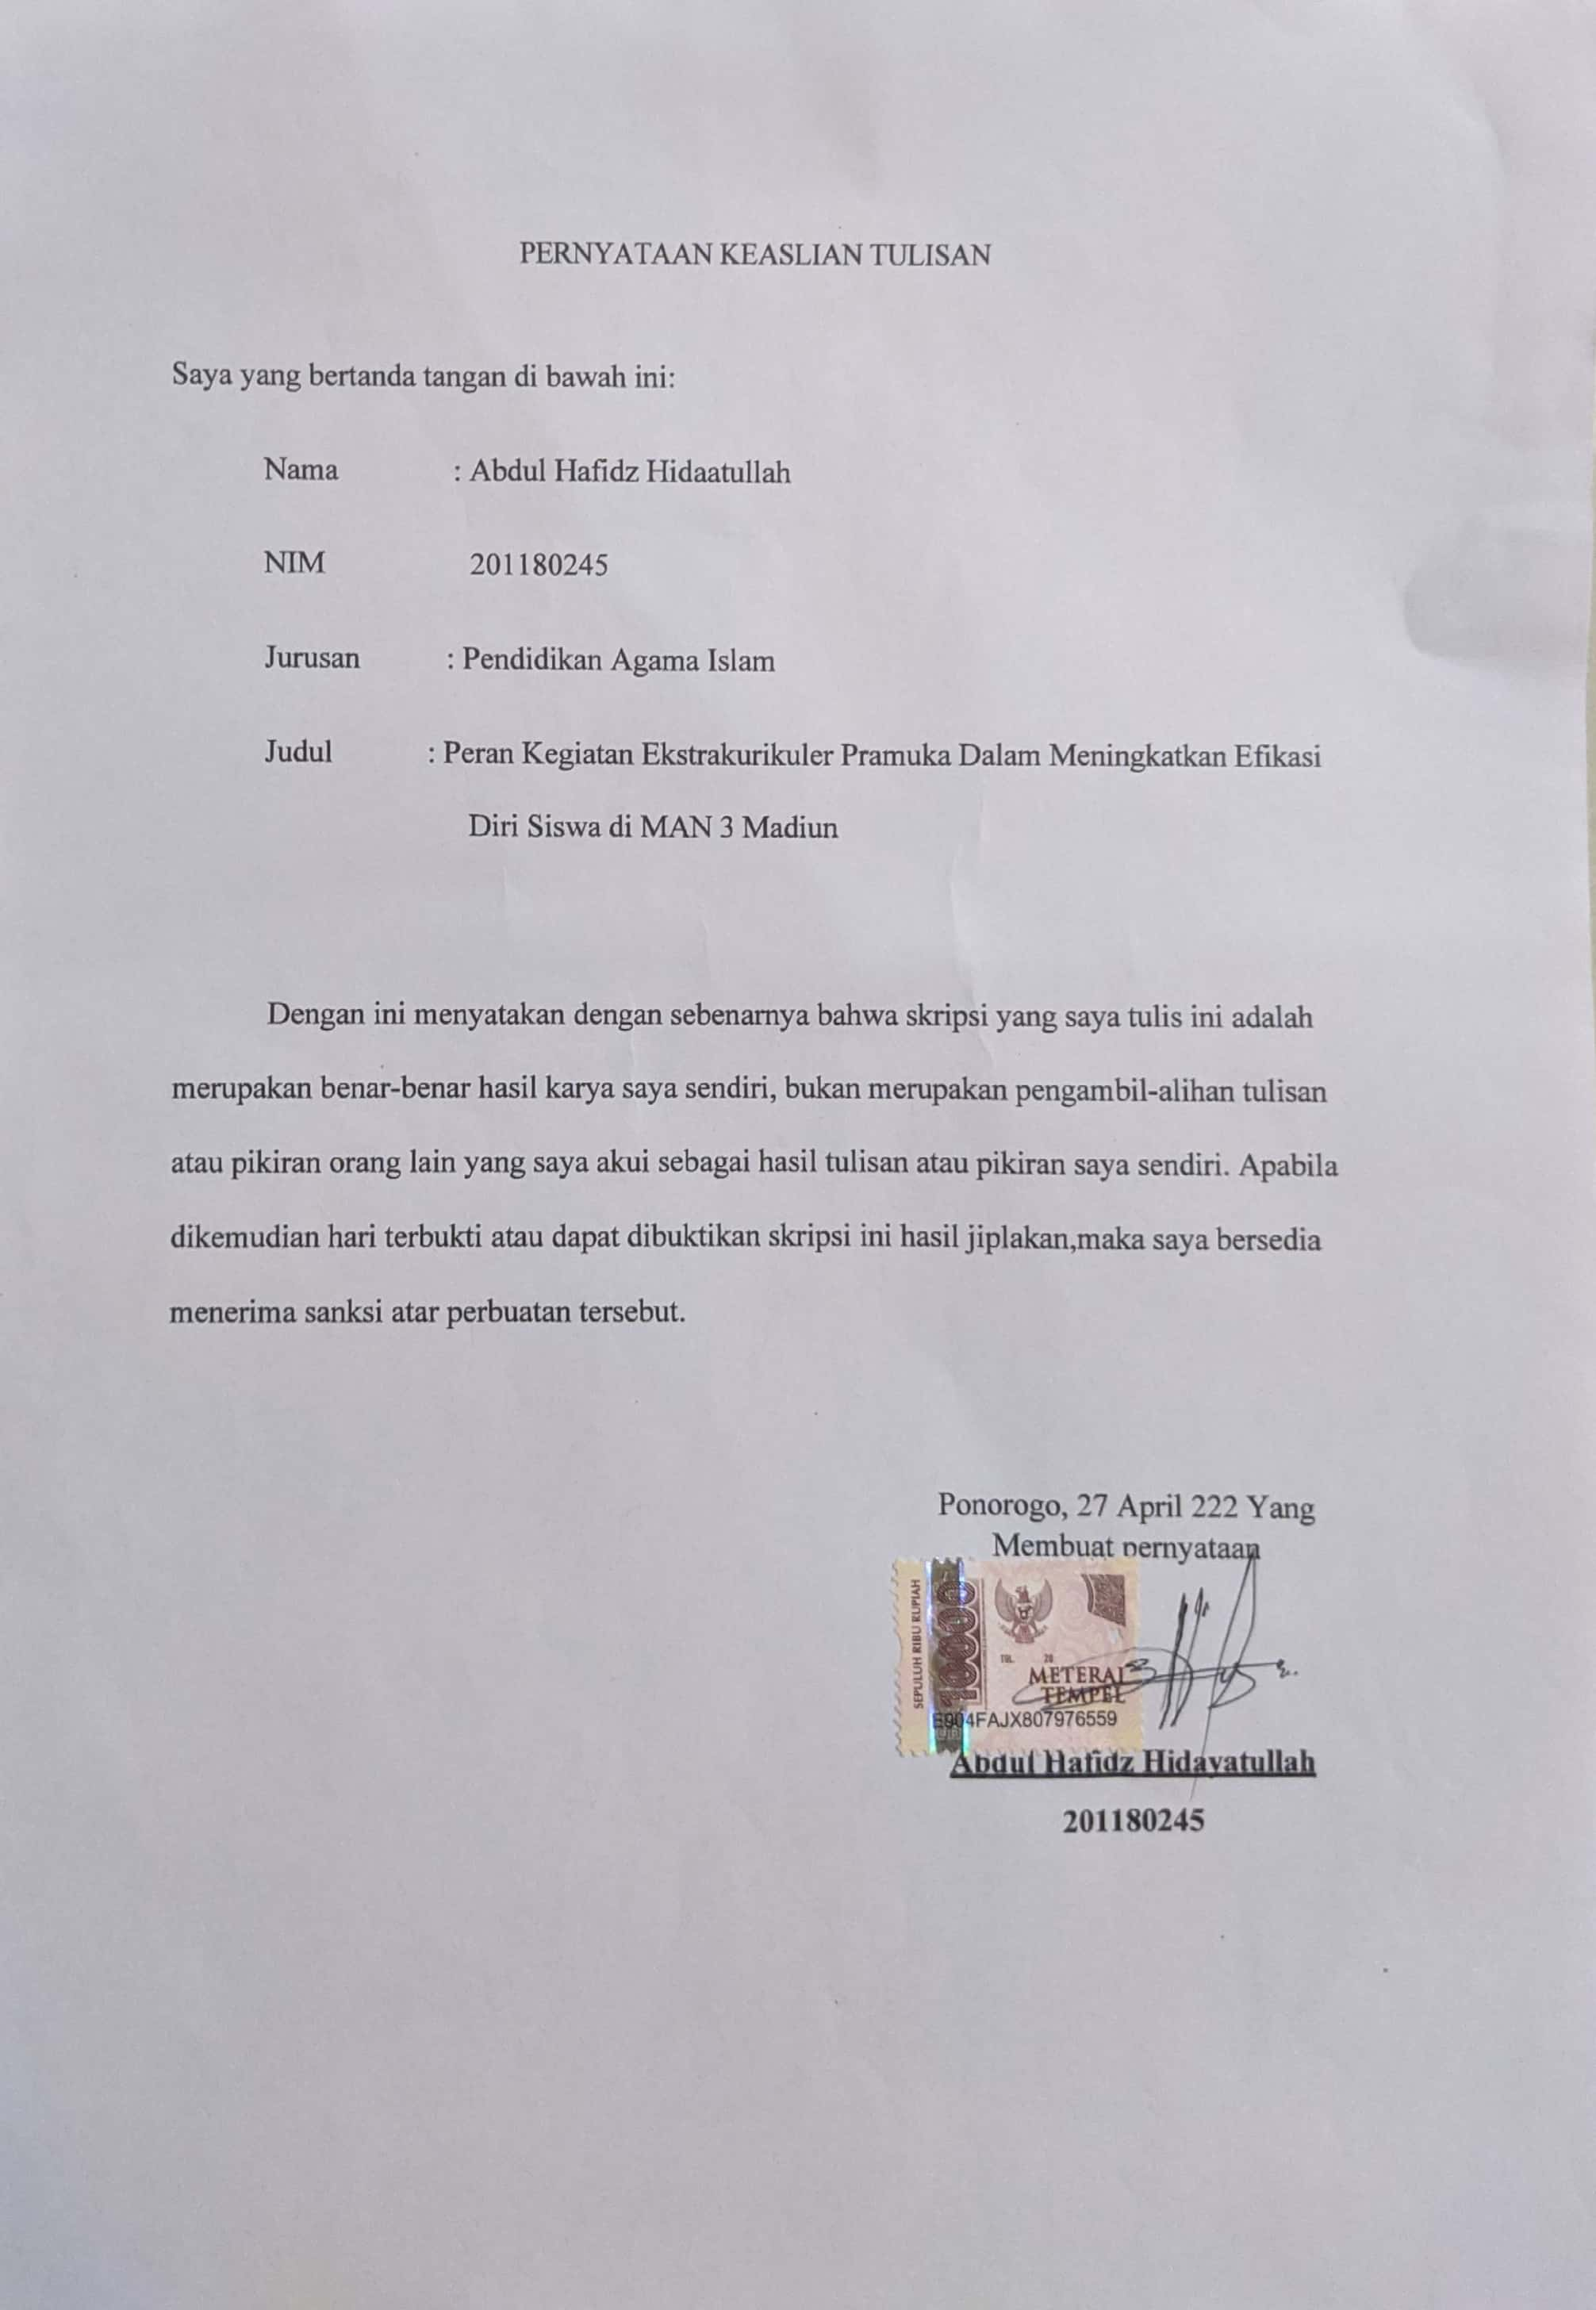 PERNYATAAN KEASLIAN TULISAN
Saya yang bertanda tangan di bawah ini:
Nama : Abdul Hafidz Hidaatullah
NIM 201180245
Jurusan : Pendidikan Agama Islam
Judul : Peran Kegiatan Ekstrakurikuler Pramuka Dalam Meningkatkan Efikasi
Diri Siswa di MAN 3 Madiun
Dengan ini menyatakan dengan sebenarnya bahwa skripsi yang saya tulis ini adalah
merupakan benar-benar hasil karya saya sendiri, bukan merupakan pengambil-alihan tulisan
atau pikiran orang lain yang saya akui sebagai hasil tulisan atau pikiran saya sendiri. Apabila
dikemudian hari terbukti atau dapat dibuktikan skripsi ini hasil jiplakan,maka saya bersedia
menerima sanksi atar perbuatan tersebut.
Ponorogo, 27 April 222 Yang
Membuat pernyataan
SEPULUH RIBU RUPIAH
10000
TGL. 20
METERAI
TEMPEL
E904FAJX807976559
Abdul Hafidz Hidayatullah
201180245